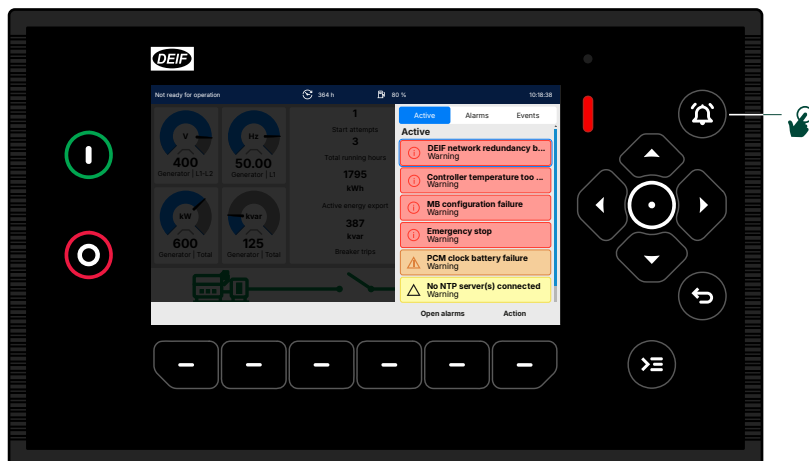 DEIF
Not ready for operation
364 h
80 %
10:18:38
V
400
Generator | L1-L2
Hz
50.00
Generator | L1
kW
600
Generator | Total
kvar
125
Generator | Total
1
Start attempts
3
Total running hours
1795
kWh
Active energy export
387
kvar
Breaker trips
Active
Alarms
Events
Active
DEIF network redundancy b...
Warning
Controller temperature too ...
Warning
MB configuration failure
Warning
Emergency stop
Warning
PCM clock battery failure
Warning
No NTP server(s) connected
Warning
Open alarms
Action